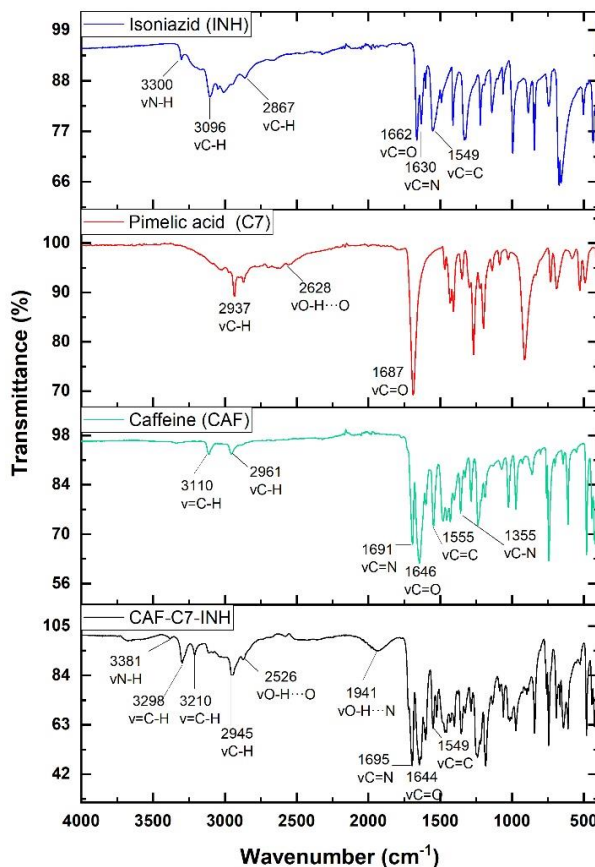 Isoniazid (INH)
99
88
77
66
3300
νN-H
3096
νC-H
2867
νC-H
1662
νC=O
1630
νC=N
1549
νC=C
Pimelic acid (C7)
100
90
80
70
2937
νC-H
2628
νO-H···O
1687
νC=O
Transmittance (%)
Caffeine (CAF)
98
84
70
56
3110
ν=C-H
2961
νC-H
1691
νC=N
1646
νC=O
1555
νC=C
1355
νC-N
CAF-C7-INH
105
84
63
42
3381
νN-H
3298
ν=C-H
3210
ν=C-H
2945
νC-H
2526
νO-H···O
1941
νO-H···N
1695
νC=N
1644
νC=O
1549
νC=C
4000 3500 3000 2500 2000 1500 1000 500
Wavenumber (cm⁻¹)